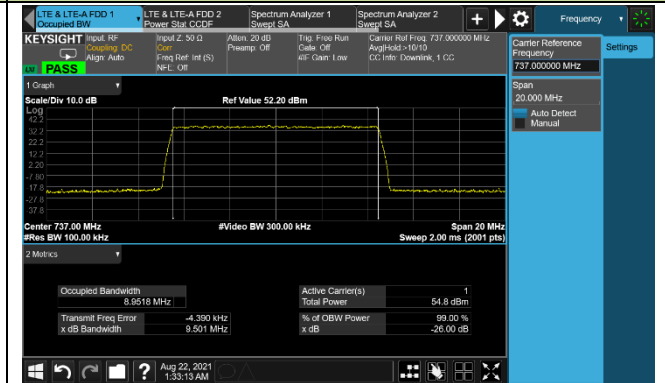 LTE & LTE-A FDD 1
Occupied BW
LTE & LTE-A FDD 2
Power Stat CCDF
Spectrum Analyzer 1
Swept SA
Spectrum Analyzer 2
Swept SA
Frequency
KEYSIGHT
Input: RF
Coupling: DC
Align: Auto
Input Z: 50 Ω
Corr
Freq Ref: Int (S)
NFE: Off
Atten: 20 dB
Preamp: Off
Trig: Free Run
Gate: Off
#IF Gain: Low
Carrier Ref Freq: 737.000000 MHz
Avg|Hold:>10/10
CC Info: Downlink, 1 CC
PASS
Carrier Reference
Frequency
737.000000 MHz
Settings
Span
20.000 MHz
Auto Detect
Manual
1 Graph
Scale/Div 10.0 dB
Ref Value 52.20 dBm
Log
42.2
32.2
22.2
12.2
2.20
-7.80
-17.8
-27.8
-37.8
Center 737.00 MHz
#Video BW 300.00 kHz
Span 20 MHz
#Res BW 100.00 kHz
Sweep 2.00 ms (2001 pts)
2 Metrics
Occupied Bandwidth
8.9518 MHz
Active Carrier(s)
1
Total Power
54.8 dBm
Transmit Freq Error
-4.390 kHz
% of OBW Power
99.00 %
x dB Bandwidth
9.501 MHz
x dB
-26.00 dB
Aug 22, 2021
1:33:13 AM